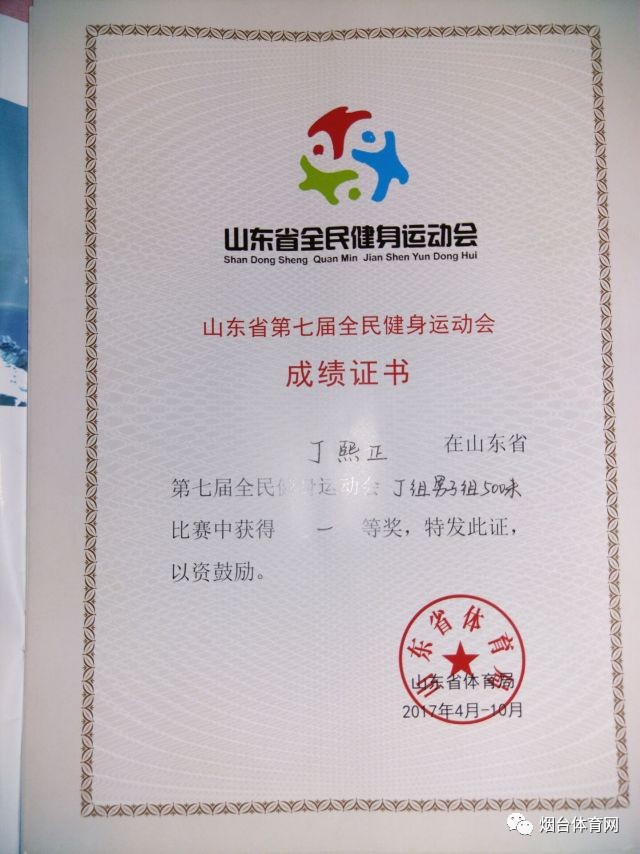 山东省全民健身运动会
Shan Dong Sheng Quan Min Jian Shen Yun Dong Hui
山东省第七届全民健身运动会
成绩证书
丁熙正 在山东省
第七届全民健身运动会 丁组男子组500米
比赛中获得 一 等奖，特发此证，
以资鼓励。
山东省体育局
山东省体育局
2017年4月-10月
烟台体育网